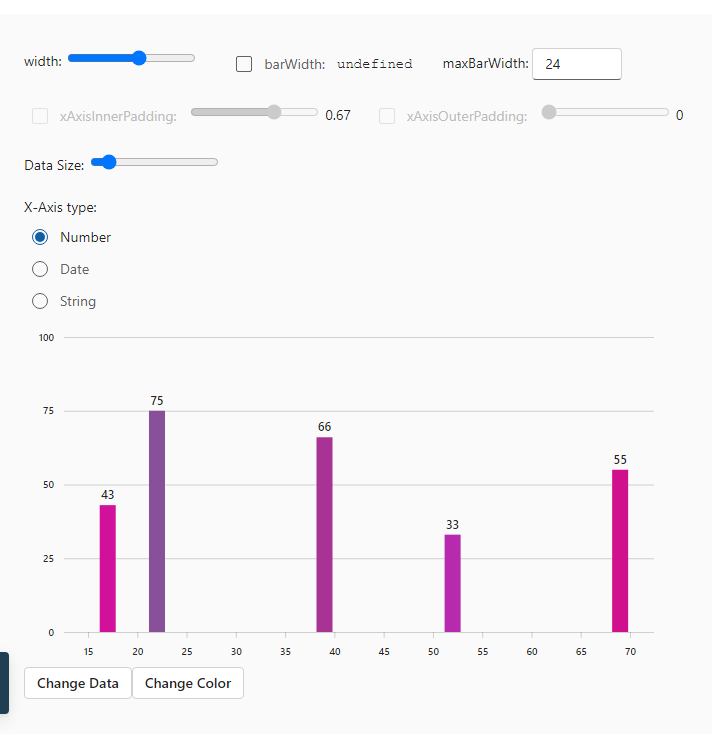 width: barWidth: undefined maxBarWidth: 24
xAxisInnerPadding: 0.67 xAxisOuterPadding: 0
Data Size:
X-Axis type:
Number
Date
String
100
75
50
25
0
43
75
66
33
55
15 20 25 30 35 40 45 50 55 60 65 70
Change Data Change Color